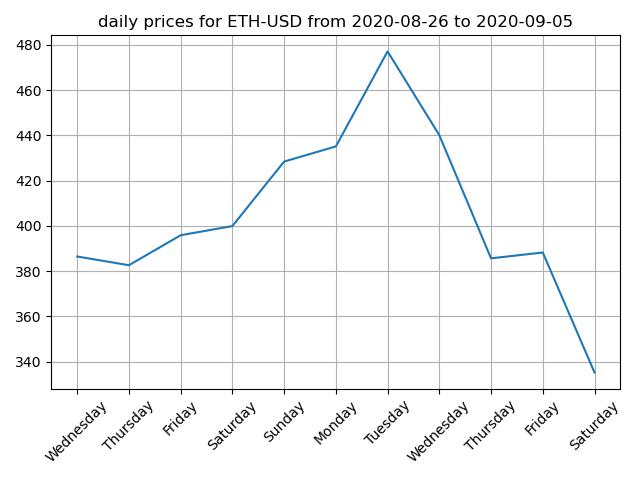 daily prices for ETH-USD from 2020-08-26 to 2020-09-05
480
460
440
420
400
380
360
340
Wednesday
Thursday
Friday
Saturday
Sunday
Monday
Tuesday
Wednesday
Thursday
Friday
Saturday